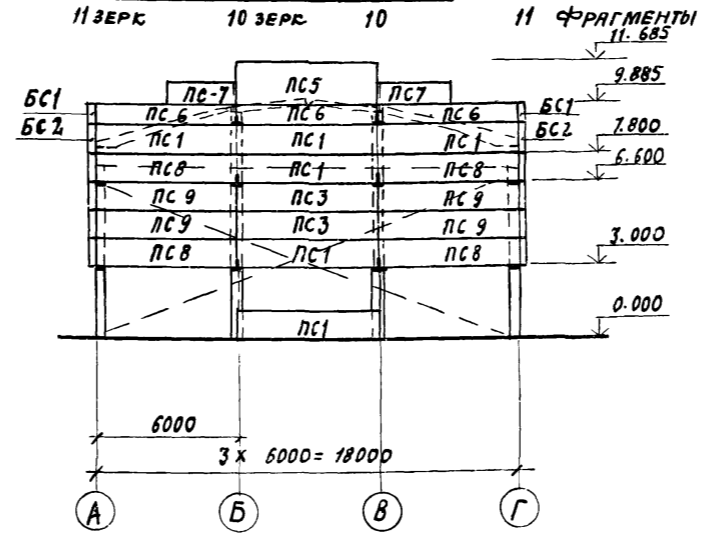 11 ЗЕРК 10 ЗЕРК 10 11 ФРАГМЕНТЫ
11.685
ПС-7 ПС5 ПС7 9.885
БС1 ПС6 ПС6 ПС6 БС1
БС2 ПС1 ПС1 ПС1 БС2 7.800
ПС8 ПС1 ПС8 6.600
ПС9 ПС3 ПС9
ПС9 ПС3 ПС9
ПС8 ПС1 ПС8 3.000
0.000
ПС1
6000
3 х 6000 = 18000
А Б В Г